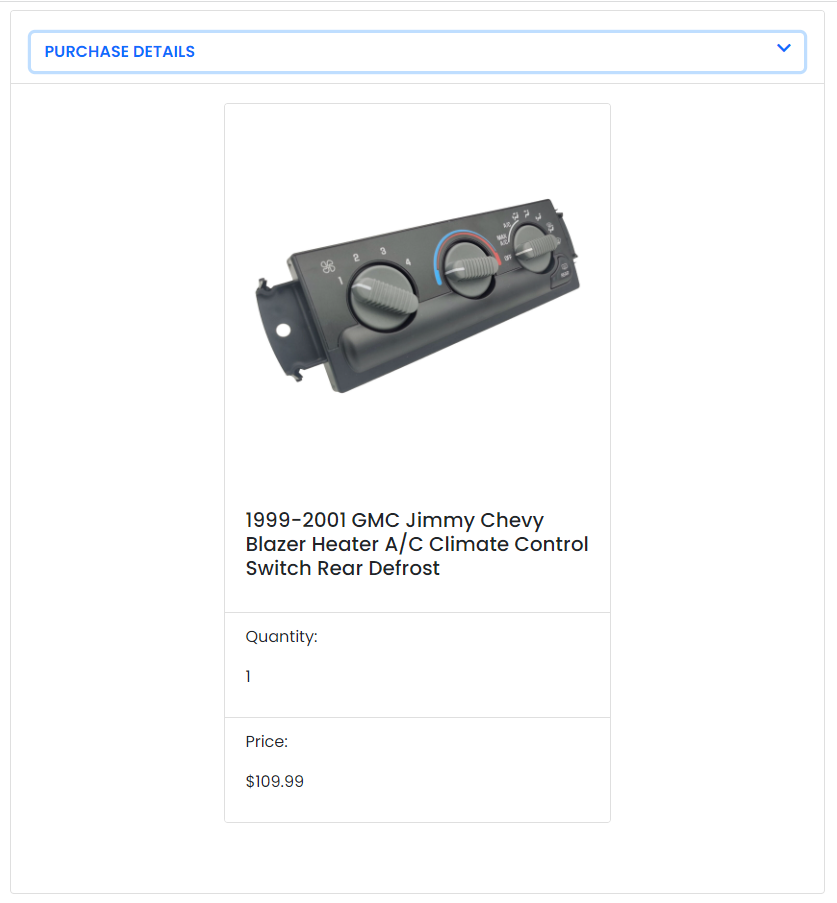 PURCHASE DETAILS
1 2 3 4
OFF
MAX A/C
A/C
1999-2001 GMC Jimmy Chevy
Blazer Heater A/C Climate Control
Switch Rear Defrost
Quantity:
1
Price:
$109.99